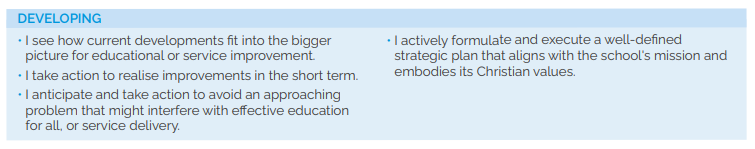 DEVELOPING
• I see how current developments fit into the bigger
picture for educational or service improvement.
• I take action to realise improvements in the short term.
• I anticipate and take action to avoid an approaching
problem that might interfere with effective education
for all, or service delivery.
• I actively formulate and execute a well-defined
strategic plan that aligns with the school's mission and
embodies its Christian values.